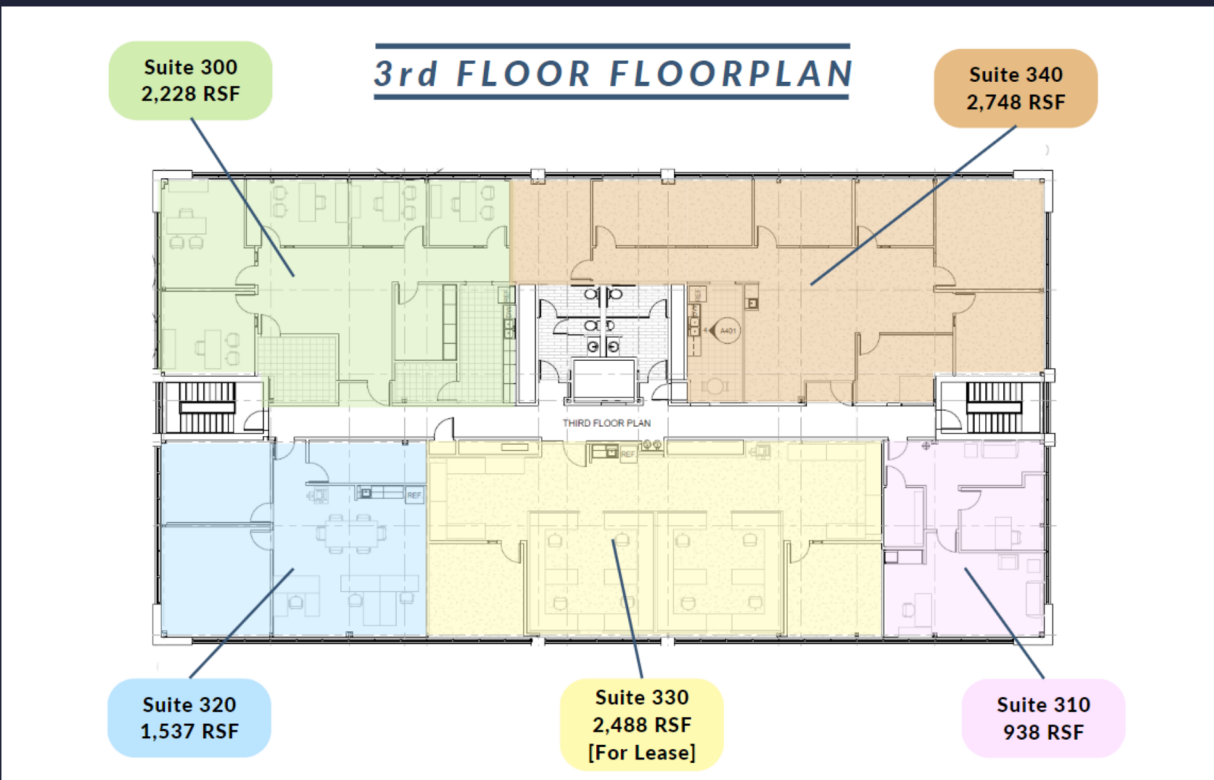 3rd FLOOR FLOORPLAN
Suite 300
2,228 RSF
Suite 340
2,748 RSF
A401
THIRD FLOOR PLAN
REF
REF
Suite 320
1,537 RSF
Suite 330
2,488 RSF
[For Lease]
Suite 310
938 RSF